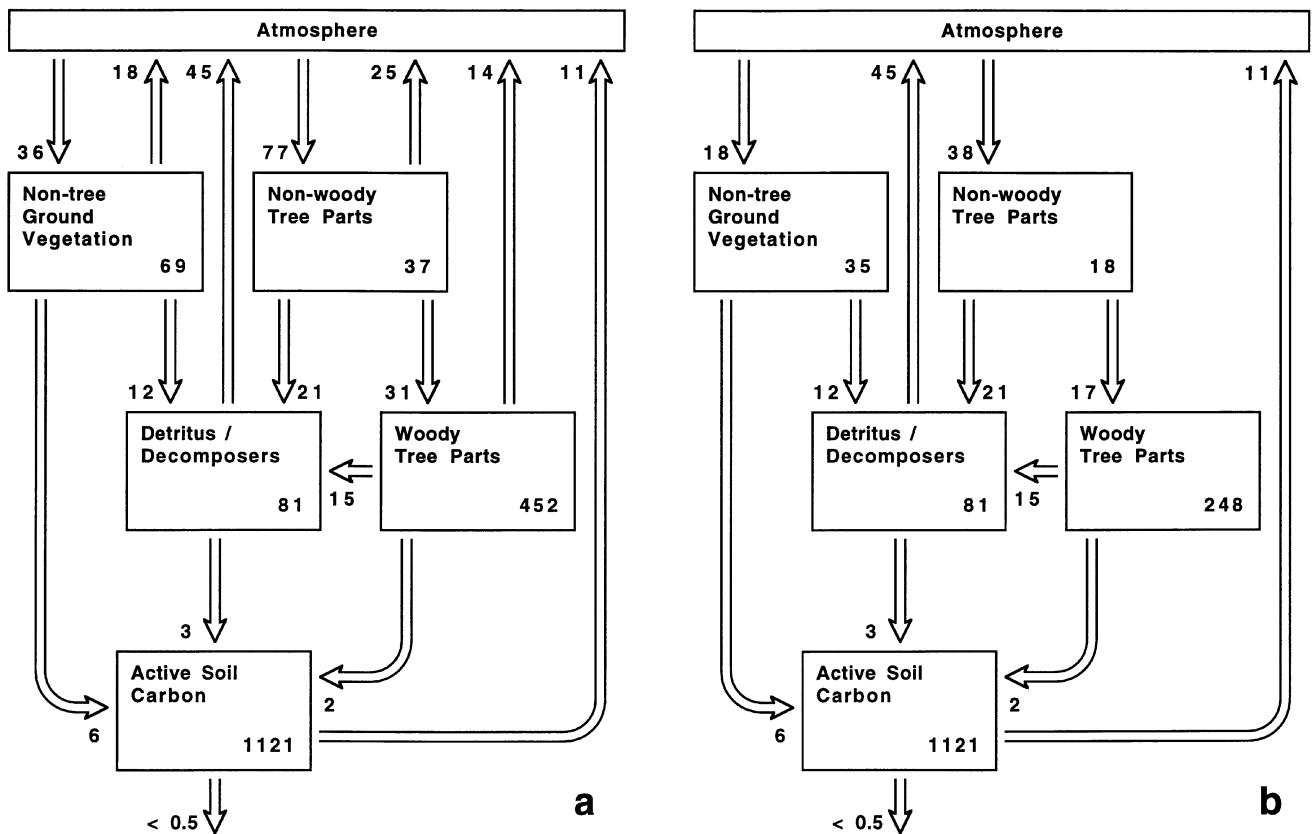 Atmosphere
18 45 25 14 11
36 77
Non-tree
Ground
Vegetation
69
Non-woody
Tree Parts
37
12 21 31
Detritus /
Decomposers
81
Woody
Tree Parts
452
15
3
Active Soil
Carbon
1121
2
6
< 0.5
a
Atmosphere
45 11
18 38
Non-tree
Ground
Vegetation
35
Non-woody
Tree Parts
18
12 21 17
Detritus /
Decomposers
81
Woody
Tree Parts
248
15
3
Active Soil
Carbon
1121
2
6
< 0.5
b